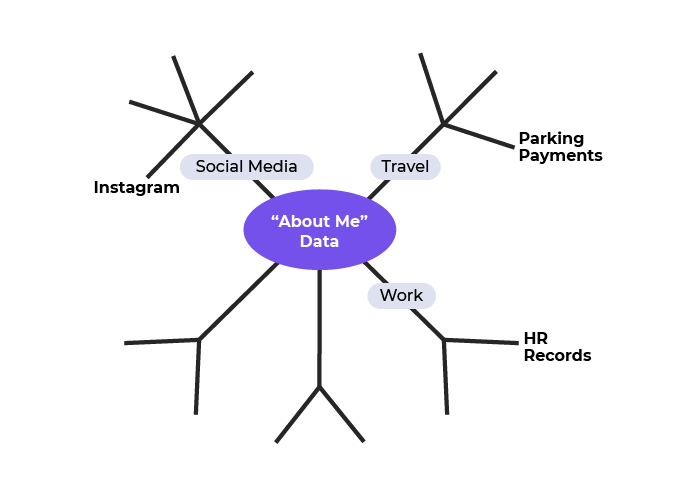 Parking
Payments
Social Media
Travel
Instagram
“About Me”
Data
Work
HR
Records